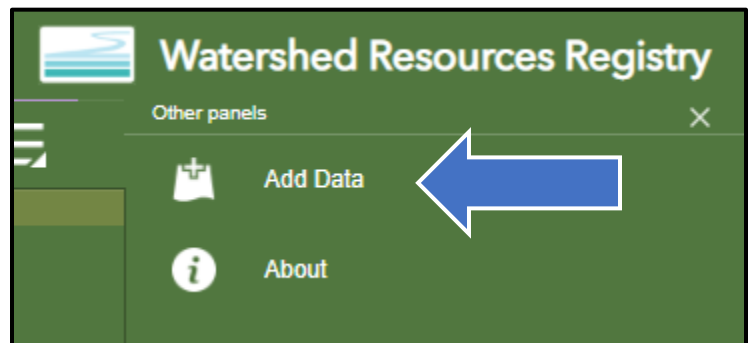 Watershed Resources Registry
Other panels
Add Data
About